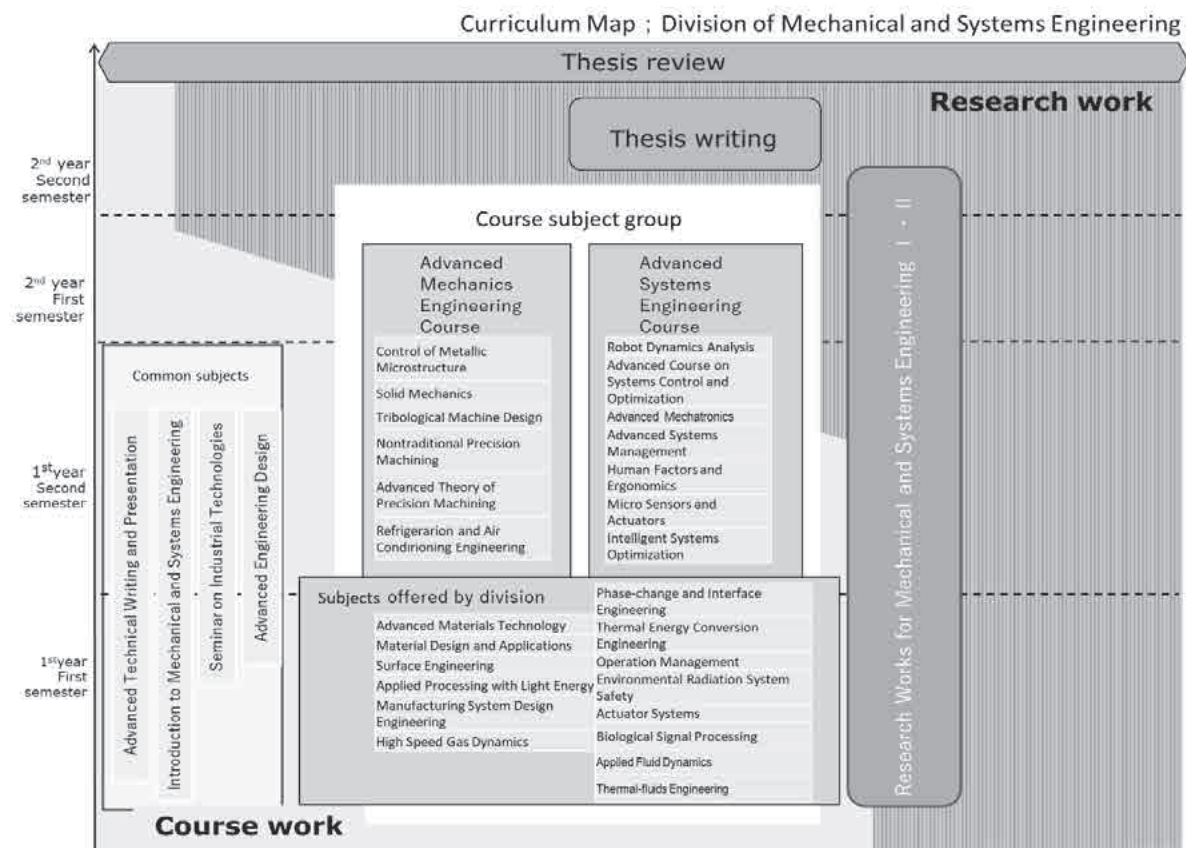 Curriculum Map ; Division of Mechanical and Systems Engineering
Thesis review
Research work
Thesis writing
2nd year
Second
semester
2nd year
First
semester
1st year
Second
semester
1st year
First
semester
Course subject group
Advanced
Mechanics
Engineering
Course
Control of Metallic
Microstructure
Solid Mechanics
Tribological Machine Design
Nontraditional Precision
Machining
Advanced Theory of
Precision Machining
Refrigerarion and Air
Condirioning Engineering
Advanced
Systems
Engineering
Course
Robot Dynamics Analysis
Advanced Course on
Systems Control and
Optimization
Advanced Mechatronics
Advanced Systems
Management
Human Factors and
Ergonomics
Micro Sensors and
Actuators
Intelligent Systems
Optimization
Common subjects
Advanced Technical Writing and Presentation
Introduction to Mechanical and Systems Engineering
Seminar on Industrial Technologies
Advanced Engineering Design
Subjects offered by division
Advanced Materials Technology
Material Design and Applications
Surface Engineering
Applied Processing with Light Energy
Manufacturing System Design
Engineering
High Speed Gas Dynamics
Phase-change and Interface
Engineering
Thermal Energy Conversion
Engineering
Operation Management
Environmental Radiation System
Safety
Actuator Systems
Biological Signal Processing
Applied Fluid Dynamics
Thermal-fluids Engineering
Research Works for Mechanical and Systems Engineering I・II
Course work